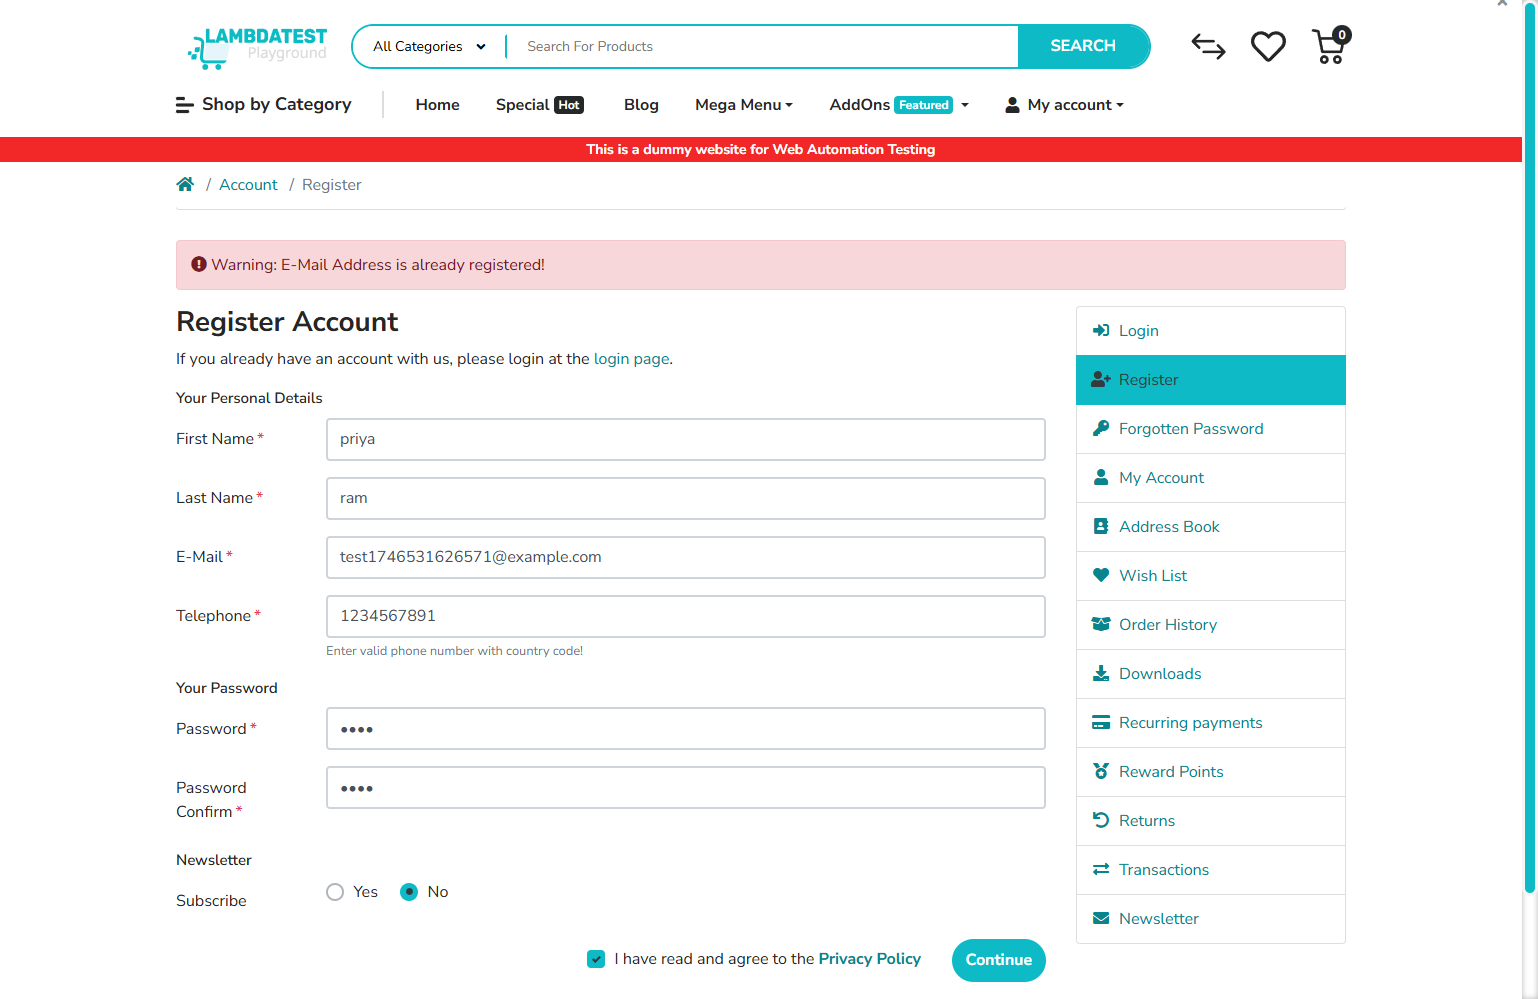 LAMBDATEST
Playground
All Categories
Search For Products
SEARCH
0
Shop by Category
Home
Special Hot
Blog
Mega Menu
AddOns Featured
My account
This is a dummy website for Web Automation Testing
/ Account / Register
Warning: E-Mail Address is already registered!
Register Account
If you already have an account with us, please login at the login page.
Your Personal Details
First Name *
priya
Last Name *
ram
E-Mail *
test1746531626571@example.com
Telephone *
1234567891
Enter valid phone number with country code!
Your Password
Password *
••••
Password
Confirm *
••••
Newsletter
Subscribe
Yes
No
I have read and agree to the Privacy Policy
Continue
Login
Register
Forgotten Password
My Account
Address Book
Wish List
Order History
Downloads
Recurring payments
Reward Points
Returns
Transactions
Newsletter